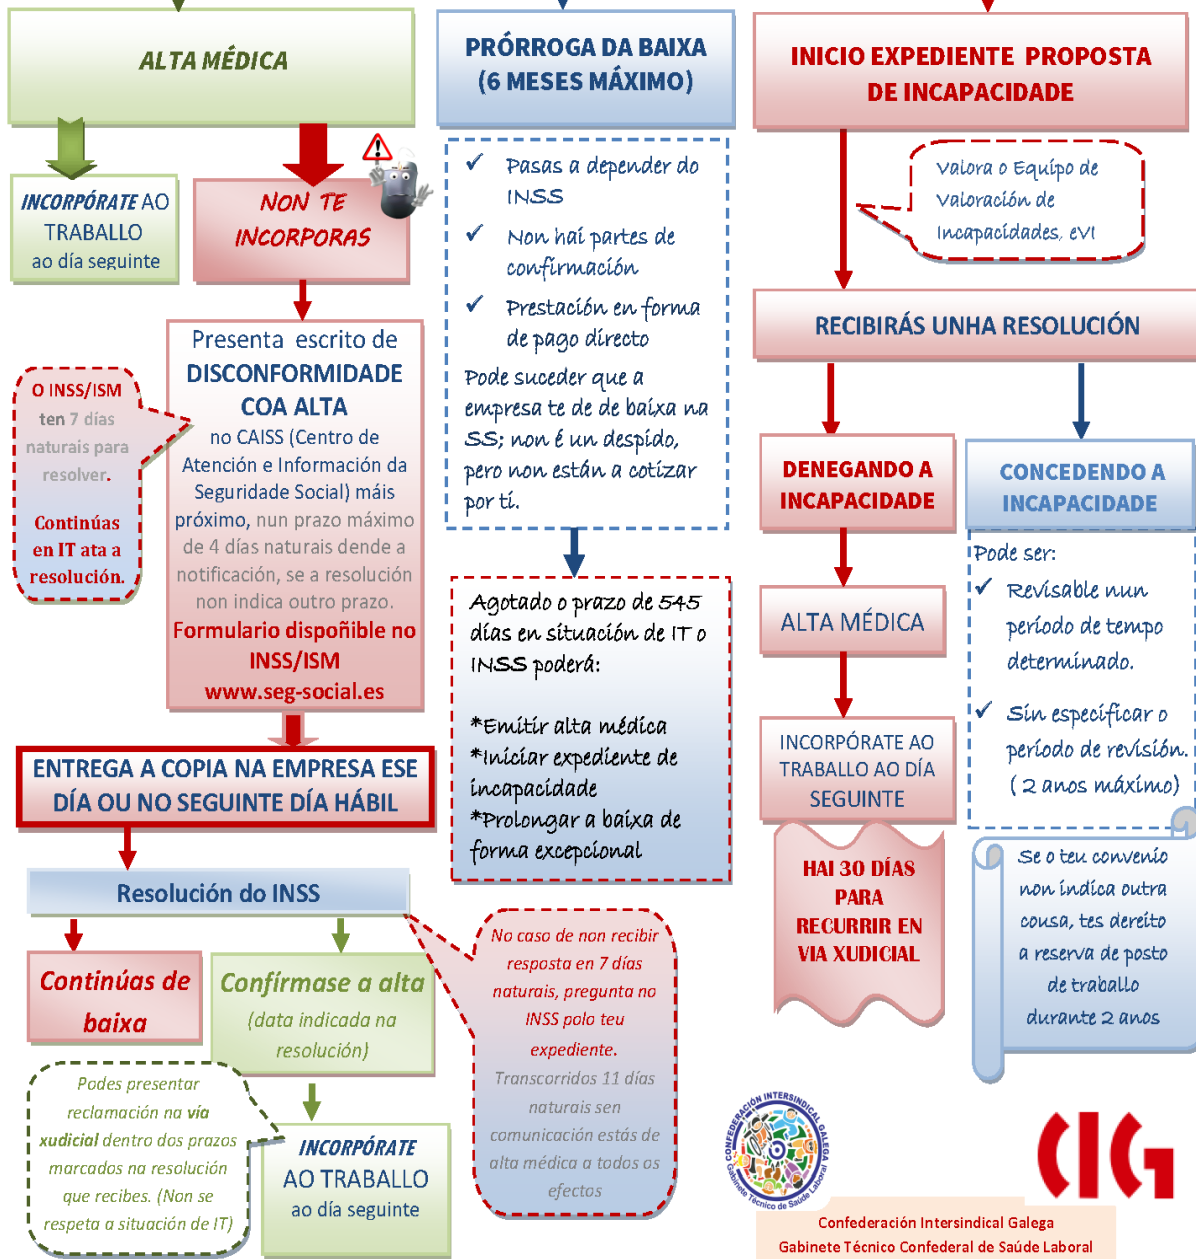 ALTA MÉDICA
INCORPÓRATE AO
TRABALLO
ao día seguinte
NON TE
INCORPORAS
Presenta escrito de
DISCONFORMIDADE
COA ALTA
no CAISS (Centro de
Atención e Información da
Seguridade Social) máis
próximo, nun prazo máximo
de 4 días naturais dende a
notificación, se a resolución
non indica outro prazo.
Formulario dispoñible no
INSS/ISM
www.seg-social.es
O INSS/ISM
ten 7 días
naturais para
resolver.
Continúas
en IT ata a
resolución.
ENTREGA A COPIA NA EMPRESA ESE
DÍA OU NO SEGUINTE DÍA HÁBIL
Resolución do INSS
Continúas de
baixa
Confírmase a alta
(data indicada na
resolución)
No caso de non recibir
resposta en 7 días
naturais, pregunta no
INSS polo teu
expediente.
Transcorridos 11 días
naturais sen
comunicación estás de
alta médica a todos os
efectos
Podes presentar
reclamación na vía
xudicial dentro dos prazos
marcados na resolución
que recibes. (Non se
respeta a situación de IT)
INCORPÓRATE
AO TRABALLO
ao día seguinte
PRÓRROGA DA BAIXA
(6 MESES MÁXIMO)
✓ Pasas a depender do
INSS
✓ Non hai partes de
confirmación
✓ Prestación en forma
de pago directo
Pode suceder que a
empresa te de de baixa na
SS; non é un despido,
pero non están a cotizar
por ti.
Agotado o prazo de 545
días en situación de IT o
INSS poderá:
*Emitir alta médica
*Iniciar expediente de
incapacidade
*Prolongar a baixa de
forma excepcional
INICIO EXPEDIENTE PROPOSTA
DE INCAPACIDADE
Valora o Equipo de
Valoración de
Incapacidades, eVI
RECIBIRÁS UNHA RESOLUCIÓN
DENEGANDO A
INCAPACIDADE
ALTA MÉDICA
INCORPÓRATE AO
TRABALLO AO DÍA
SEGUINTE
HAI 30 DÍAS
PARA
RECURRIR EN
VIA XUDICIAL
CONCEDENDO A
INCAPACIDADE
Pode ser:
✓ Revisable nun
período de tempo
determinado.
✓ Sin especificar o
período de revisión.
(2 anos máximo)
Se o teu convenio
non indica outra
cousa, tes dereito
a reserva de posto
de traballo
durante 2 anos
CONFEDERACIÓN INTERSINDICAL GALEGA
Gabinete Técnico de Saúde Laboral
CIG
Confederación Intersindical Galega
Gabinete Técnico Confederal de Saúde Laboral